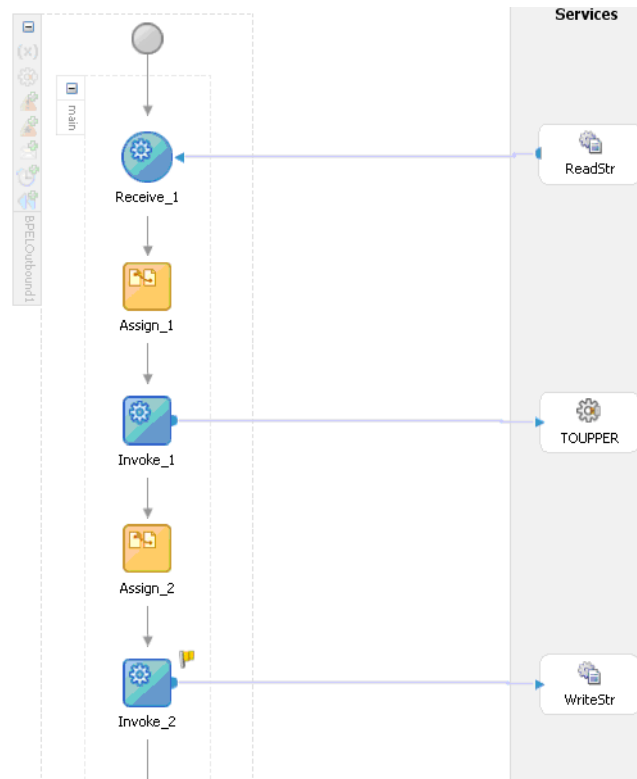 Services
(x)
main
BPELOutbound1
Receive_1
ReadStr
Assign_1
Invoke_1
TOUPPER
Assign_2
Invoke_2
WriteStr